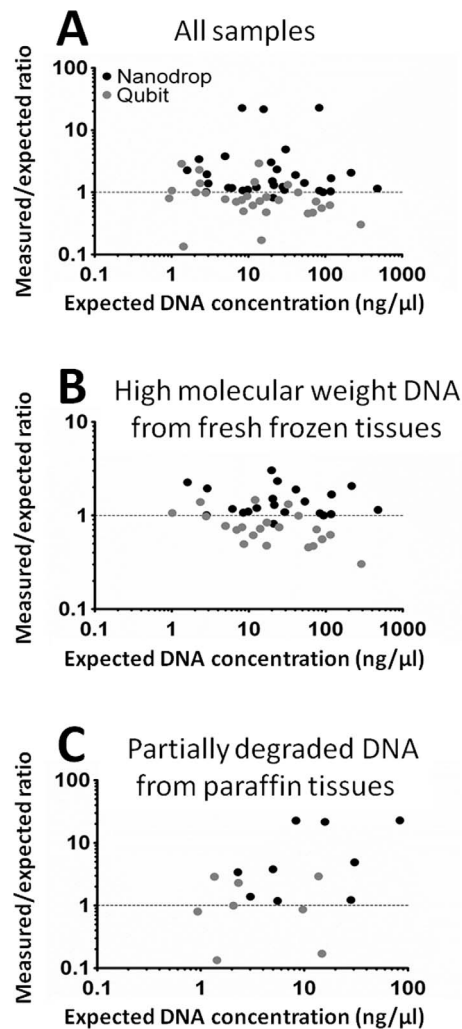 A
All samples
100
10
1
0.1
Nanodrop
Qubit
Measured/expected ratio
0.1
1
10
100
1000
Expected DNA concentration (ng/µl)
B
High molecular weight DNA
from fresh frozen tissues
10
1
0.1
Measured/expected ratio
0.1
1
10
100
1000
Expected DNA concentration (ng/µl)
C
Partially degraded DNA
from paraffin tissues
100
10
1
0.1
Measured/expected ratio
0.1
1
10
100
Expected DNA concentration (ng/µl)